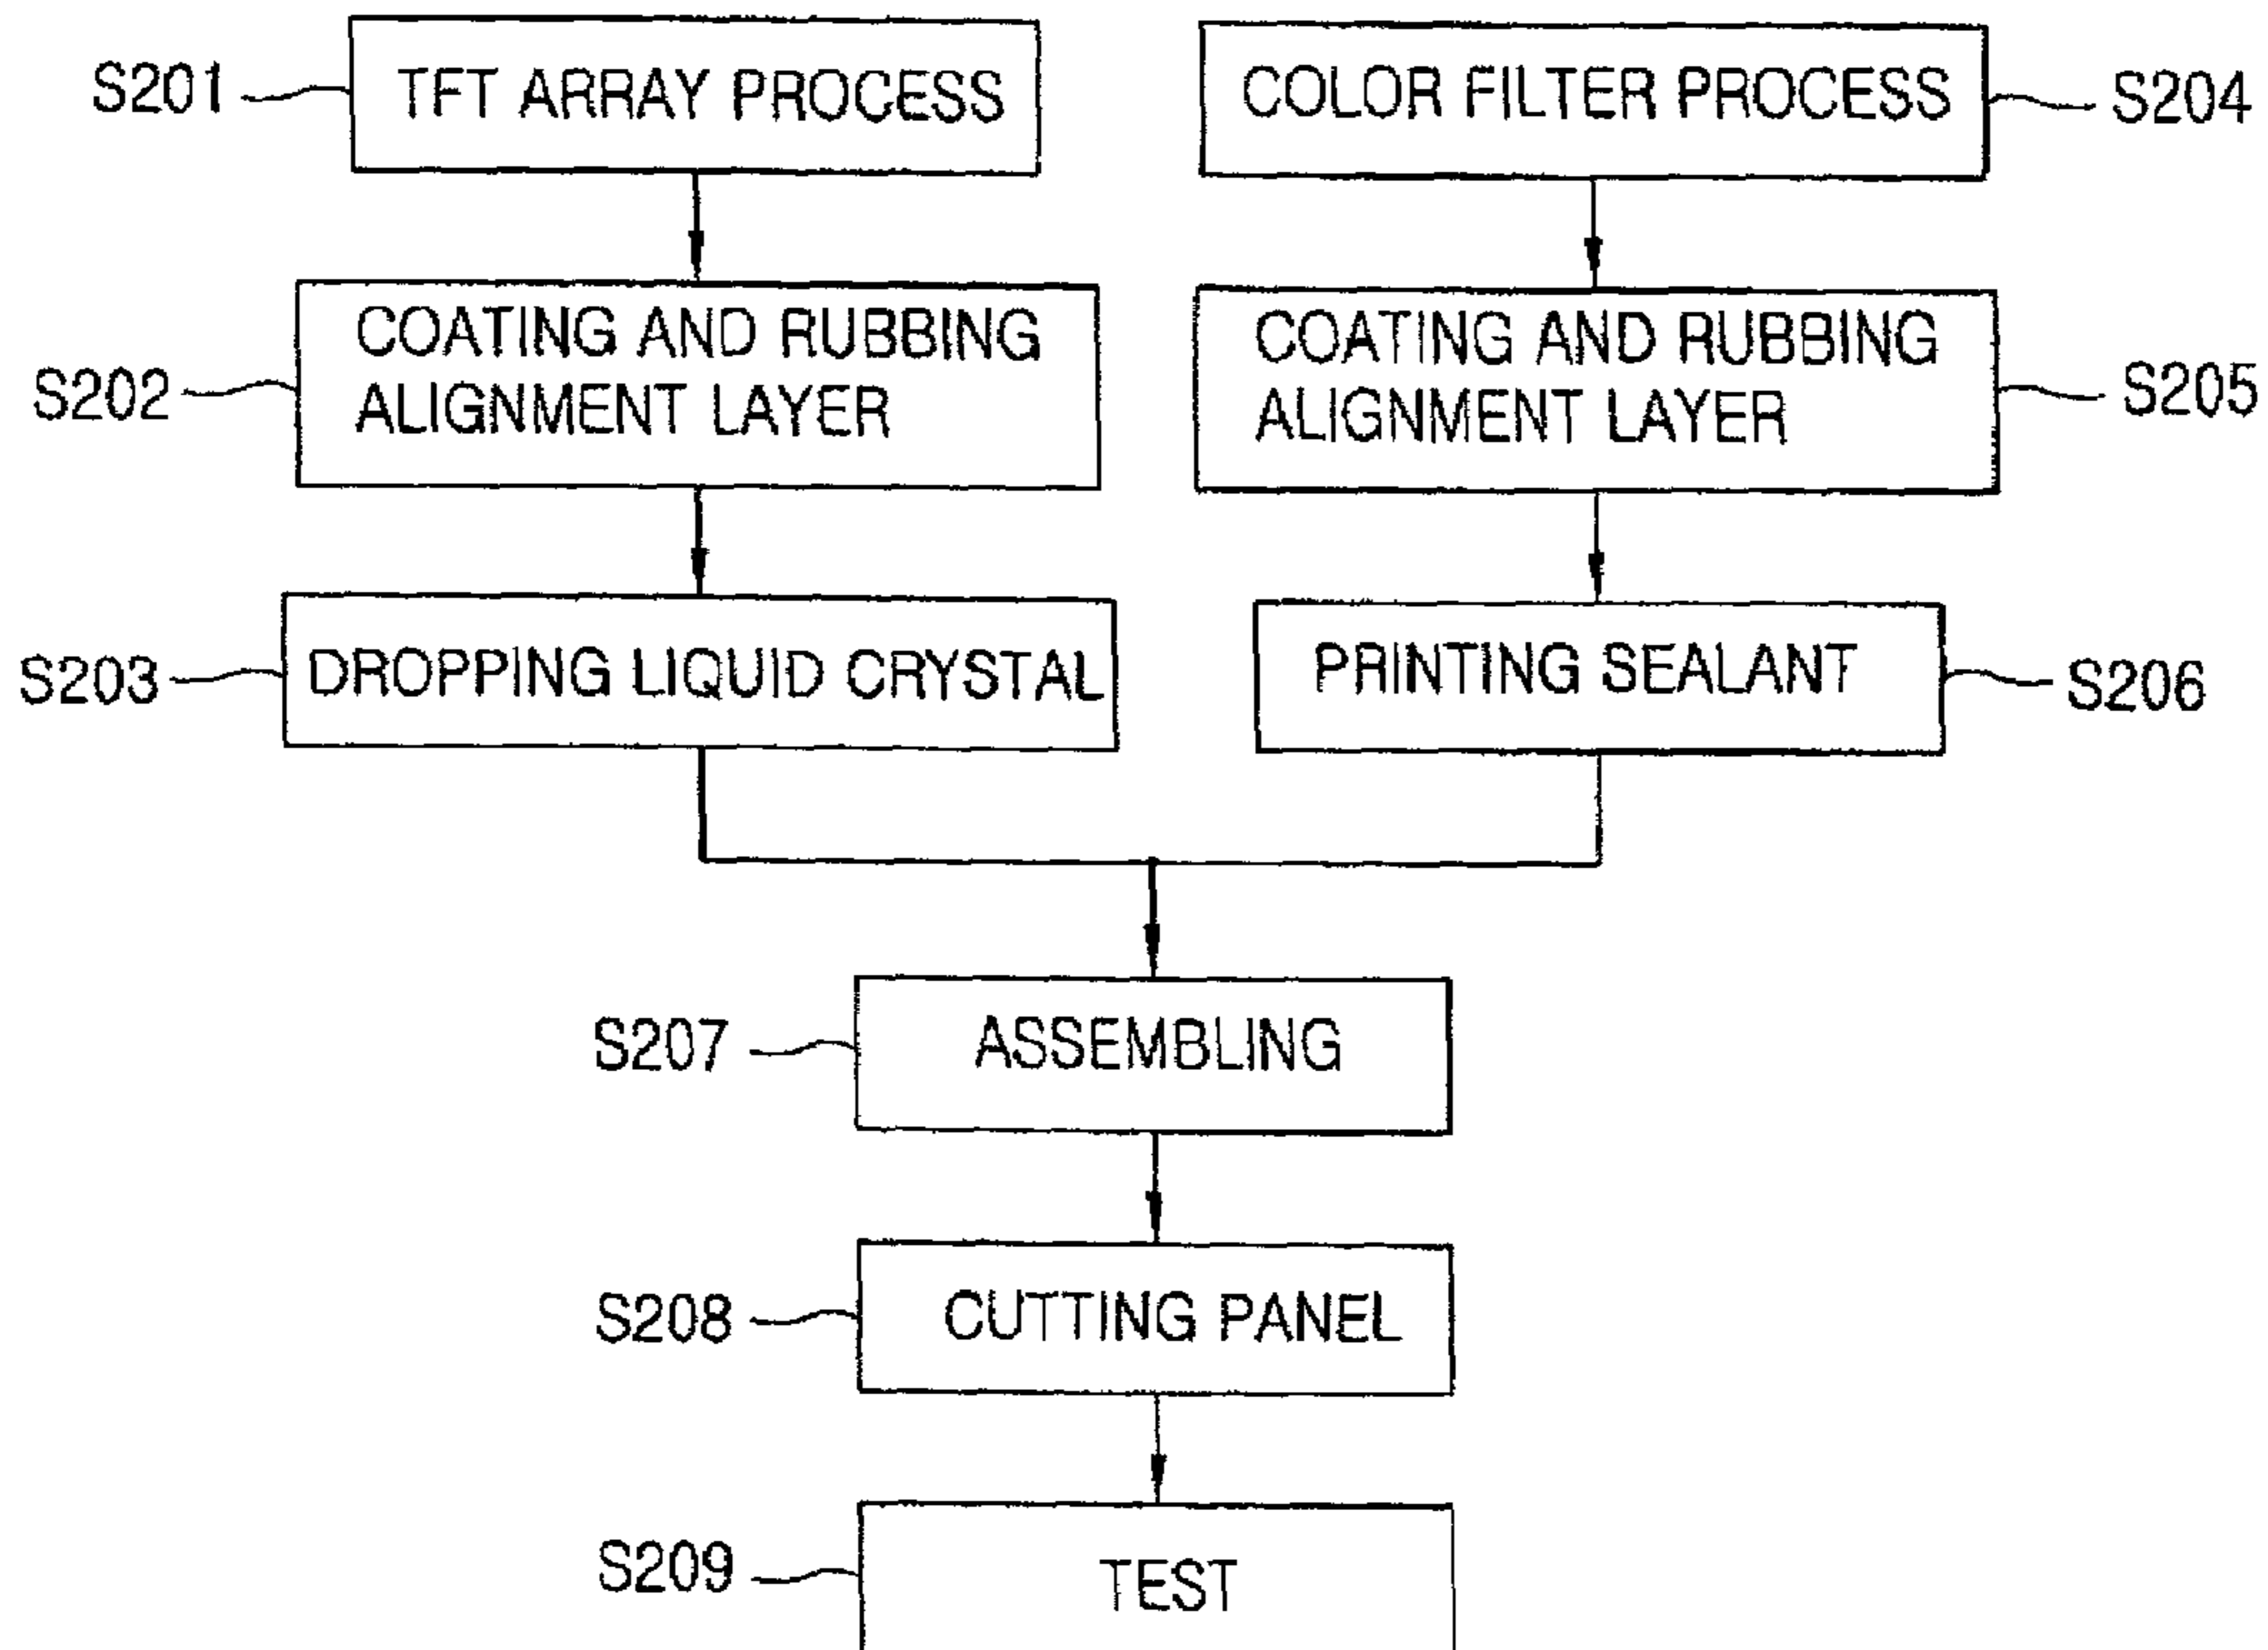 S201
TFT ARRAY PROCESS
COLOR FILTER PROCESS
S204
S202
COATING AND RUBBING
ALIGNMENT LAYER
COATING AND RUBBING
ALIGNMENT LAYER
S205
S203
DROPPING LIQUID CRYSTAL
PRINTING SEALANT
S206
S207
ASSEMBLING
S208
CUTTING PANEL
S209
TEST